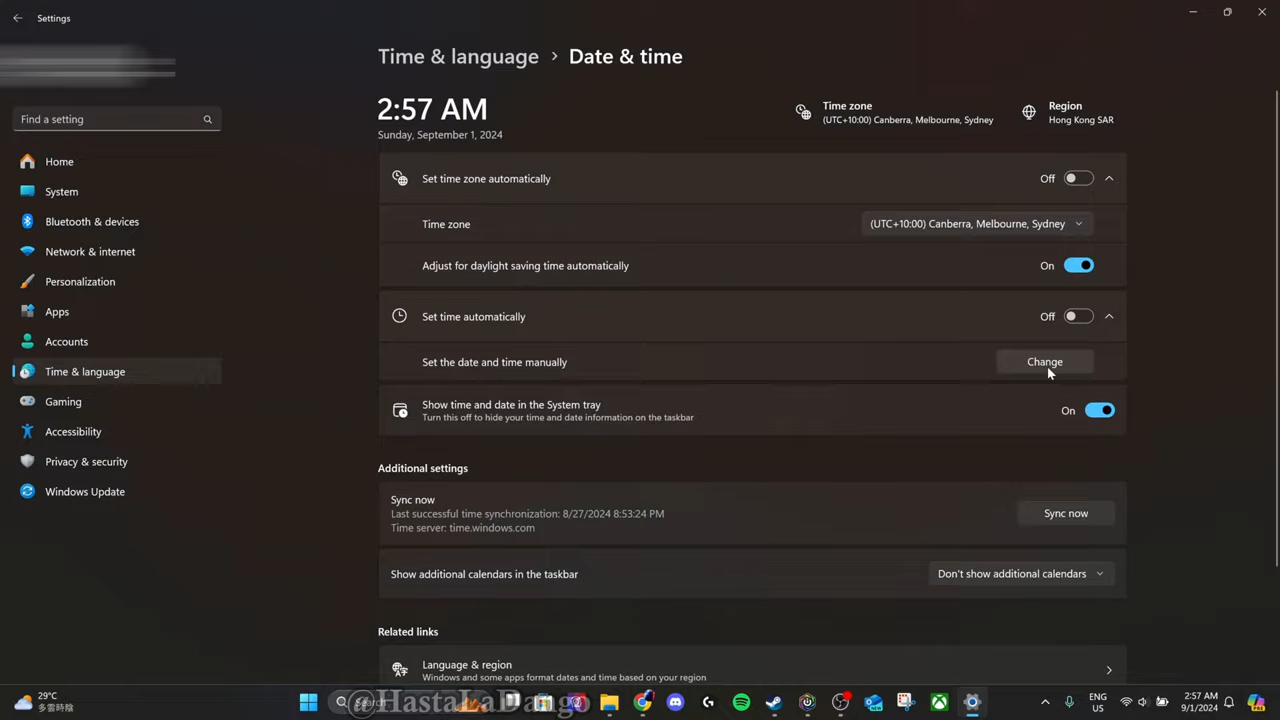 Settings
Time & language > Date & time
Find a setting
2:57 AM
Sunday, September 1, 2024
Time zone
(UTC+10:00) Canberra, Melbourne, Sydney
Region
Hong Kong SAR
Home
System
Bluetooth & devices
Network & internet
Personalization
Apps
Accounts
Time & language
Gaming
Accessibility
Privacy & security
Windows Update
Set time zone automatically
Off
Time zone
(UTC+10:00) Canberra, Melbourne, Sydney
Adjust for daylight saving time automatically
On
Set time automatically
Off
Set the date and time manually
Change
Show time and date in the System tray
Turn this off to hide your time and date information on the taskbar
On
Additional settings
Sync now
Last successful time synchronization: 8/27/2024 8:53:24 PM
Time server: time.windows.com
Sync now
Show additional calendars in the taskbar
Don't show additional calendars
Related links
Language & region
Windows and some apps format dates and time based on your region
29°C
多雲時陰
Search
@HastaLaDango
ENG
US
2:57 AM
9/1/2024